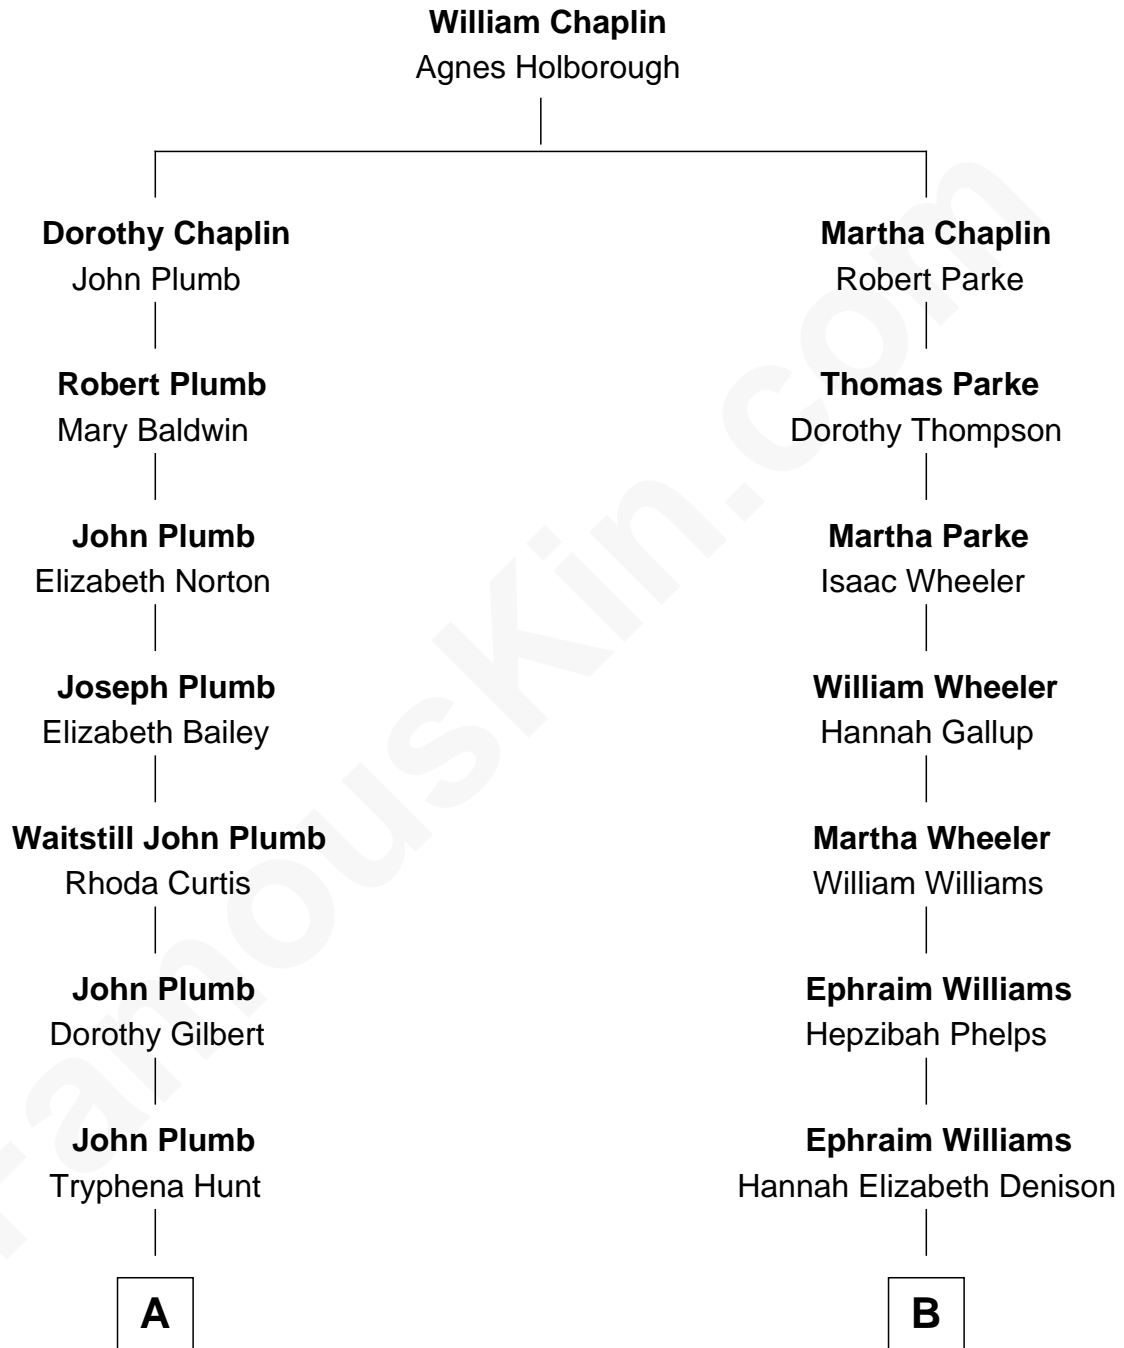 William Chaplin
Agnes Holborough
Dorothy Chaplin
John Plumb
Martha Chaplin
Robert Parke
Robert Plumb
Mary Baldwin
Thomas Parke
Dorothy Thompson
John Plumb
Elizabeth Norton
Martha Parke
Isaac Wheeler
Joseph Plumb
Elizabeth Bailey
William Wheeler
Hannah Gallup
Waitstill John Plumb
Rhoda Curtis
Martha Wheeler
William Williams
John Plumb
Dorothy Gilbert
Ephraim Williams
Hepzibah Phelps
John Plumb
Tryphena Hunt
Ephraim Williams
Hannah Elizabeth Denison
A
B
FamousKin.com